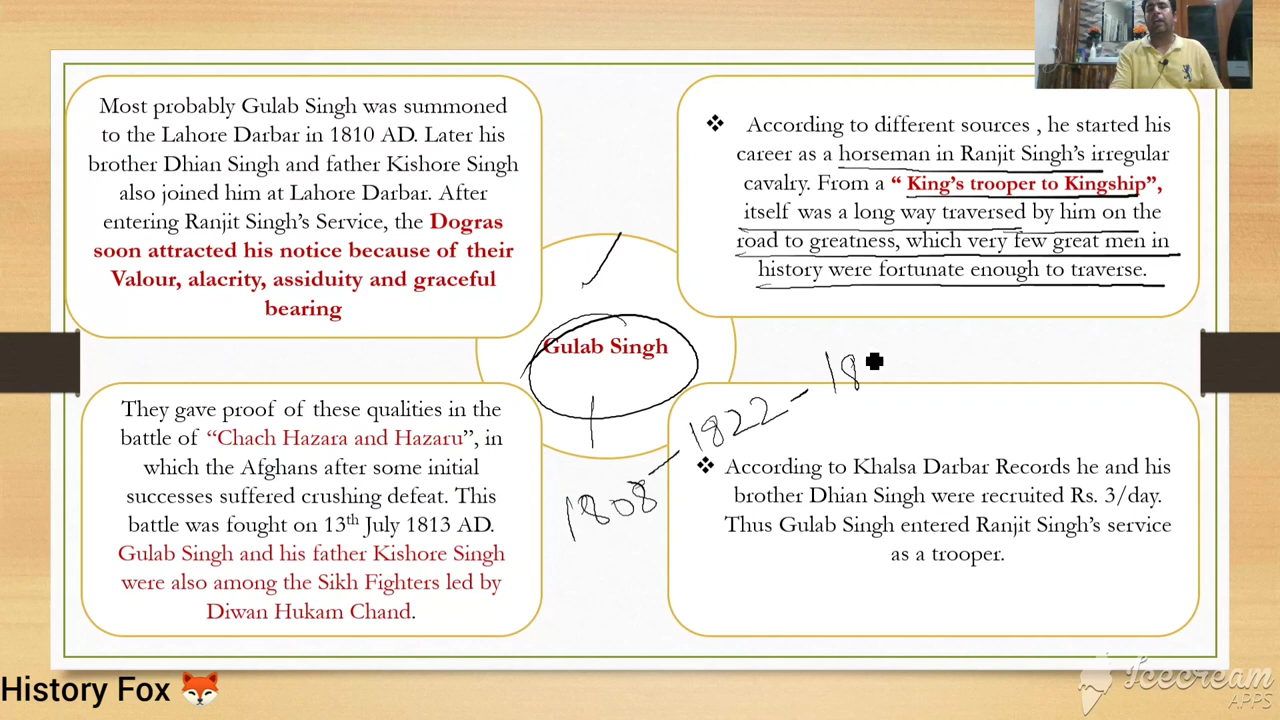 Most probably Gulab Singh was summoned
to the Lahore Darbar in 1810 AD. Later his
brother Dhian Singh and father Kishore Singh
also joined him at Lahore Darbar. After
entering Ranjit Singh's Service, the Dogras
soon attracted his notice because of their
Valour, alacrity, assiduity and graceful
bearing
❖ According to different sources , he started his
career as a horseman in Ranjit Singh's irregular
cavalry. From a “ King's trooper to Kingship”,
itself was a long way traversed by him on the
road to greatness, which very few great men in
history were fortunate enough to traverse.
Gulab Singh
1808 – 1822 – 18
They gave proof of these qualities in the
battle of “Chach Hazara and Hazaru”, in
which the Afghans after some initial
successes suffered crushing defeat. This
battle was fought on 13th July 1813 AD.
Gulab Singh and his father Kishore Singh
were also among the Sikh Fighters led by
Diwan Hukam Chand.
❖ According to Khalsa Darbar Records he and his
brother Dhian Singh were recruited Rs. 3/day.
Thus Gulab Singh entered Ranjit Singh's service
as a trooper.
History Fox 🦊
Icecream
APPS